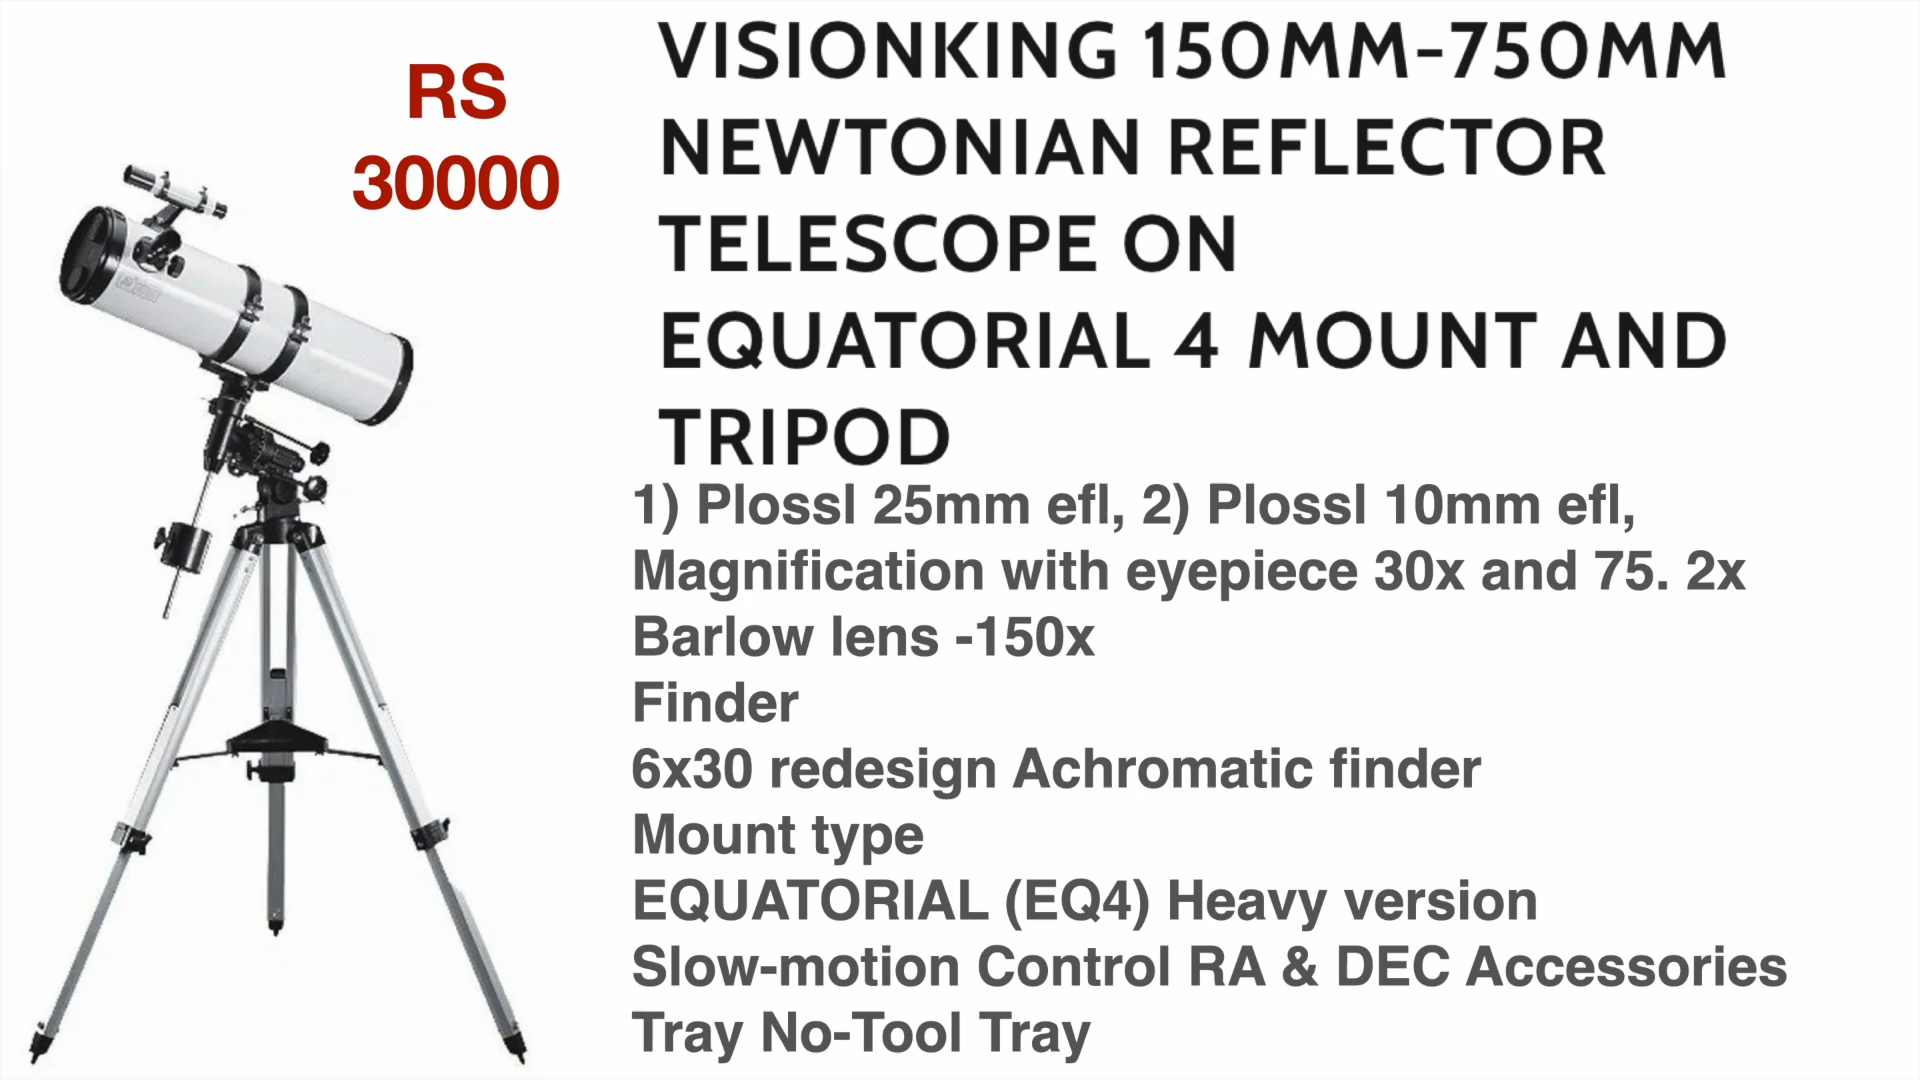 RS
30000
VISIONKING 150MM-750MM
NEWTONIAN REFLECTOR
TELESCOPE ON
EQUATORIAL 4 MOUNT AND
TRIPOD
1) Plossl 25mm efl, 2) Plossl 10mm efl,
Magnification with eyepiece 30x and 75. 2x
Barlow lens -150x
Finder
6x30 redesign Achromatic finder
Mount type
EQUATORIAL (EQ4) Heavy version
Slow-motion Control RA & DEC Accessories
Tray No-Tool Tray